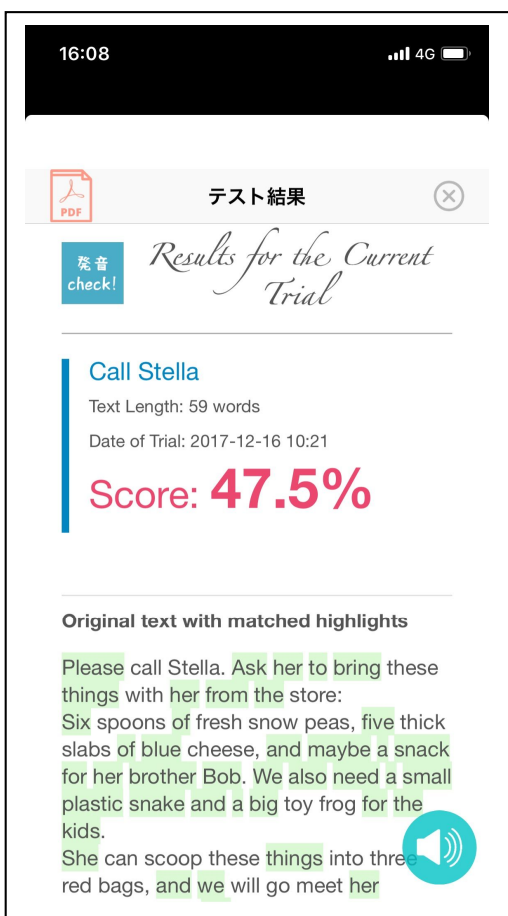 16:08
4G
PDF
テスト結果
発音
check!
Results for the Current
Trial
Call Stella
Text Length: 59 words
Date of Trial: 2017-12-16 10:21
Score: 47.5%
Original text with matched highlights
Please call Stella. Ask her to bring these
things with her from the store:
Six spoons of fresh snow peas, five thick
slabs of blue cheese, and maybe a snack
for her brother Bob. We also need a small
plastic snake and a big toy frog for the
kids.
She can scoop these things into three
red bags, and we will go meet her